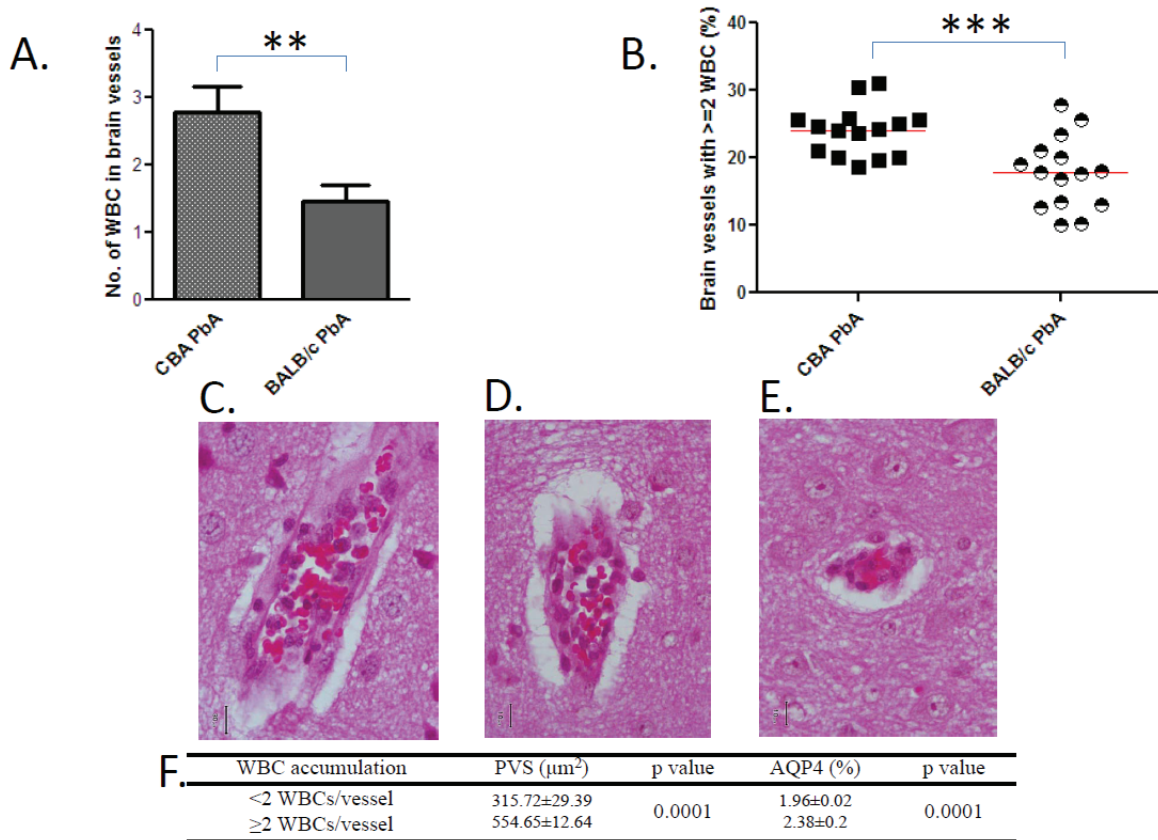 A.
No. of WBC in brain vessels
4
3
2
1
0
**
CBA PbA
BALB/c PbA
B.
Brain vessels with >=2 WBC (%)
40
30
20
10
0
***
CBA PbA
BALB/c PbA
C.
D.
E.
F.
WBC accumulation PVS (µm²) p value AQP4 (%) p value
<2 WBCs/vessel 315.72±29.39 0.0001 1.96±0.02 0.0001
≥2 WBCs/vessel 554.65±12.64 2.38±0.2